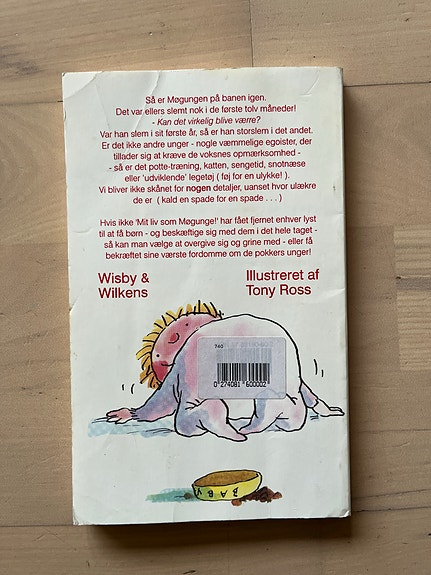 Så er Møgungen på banen igen.
Det var ellers slemt nok i de første tolv måneder!
- Kan det virkelig blive værre?
Var han slem i sit første år, så er han storslem i det andet.
Er det ikke andre unger - nogle væmmelige egoister, der
tillader sig at kræve de voksnes opmærksomhed -
- så er det potte-træning, katten, sengetid, snotnæse
eller 'udviklende' legetøj ( føj for en ulykke! ).
Vi bliver ikke skånet for nogen detaljer, uanset hvor ulækre
de er ( kald en spade for en spade . . . )
Hvis ikke 'Mit liv som Møgunge!' har fået fjernet enhver lyst
til at få børn - og beskæftige sig med dem i det hele taget -
så kan man vælge at overgive sig og grine med - eller få
bekræftet sine værste fordomme om de pokkers unger!
Wisby &
Wilkens
Illustreret af
Tony Ross
740
0 274081 600002
BABY